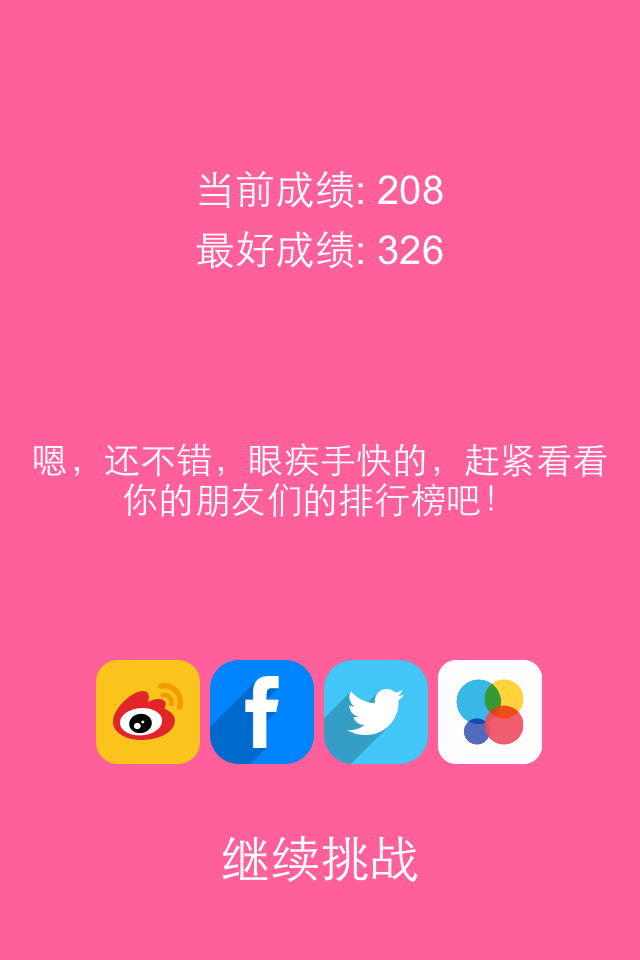 当前成绩: 208
最好成绩: 326
嗯，还不错，眼疾手快的，赶紧看看
你的朋友们的排行榜吧！
继续挑战